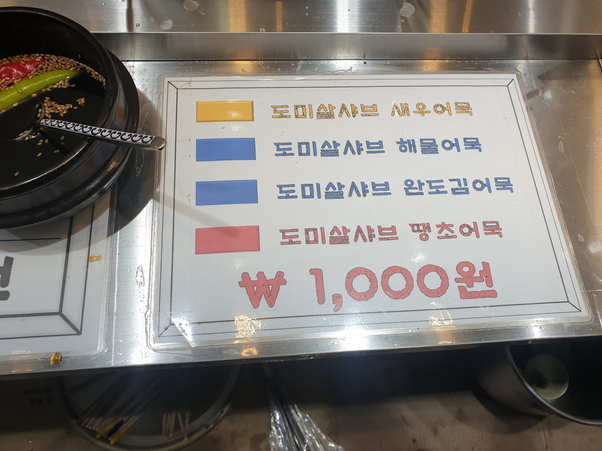 도미살샤브 새우어묵
도미살샤브 해물어묵
도미살샤브 완도김어묵
도미살샤브 땡초어묵
₩ 1,000원
원